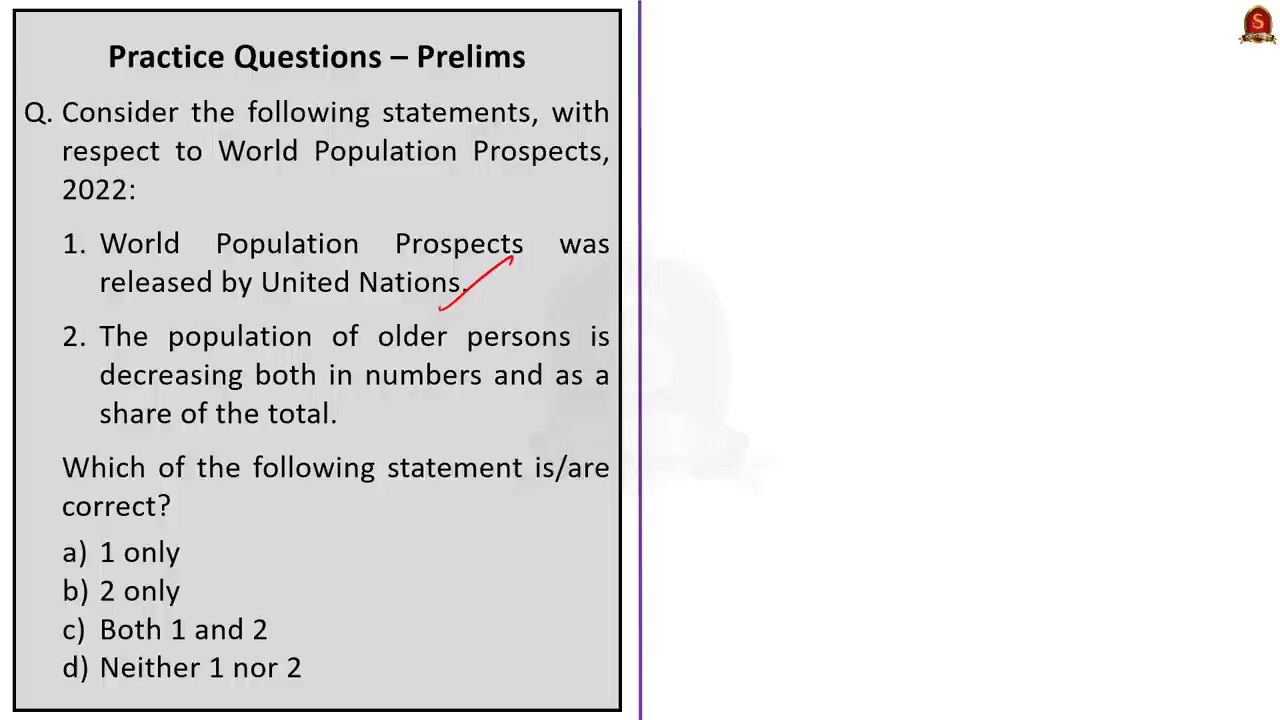 Practice Questions – Prelims
Q. Consider the following statements, with
respect to World Population Prospects,
2022:
1. World Population Prospects was
released by United Nations.
2. The population of older persons is
decreasing both in numbers and as a
share of the total.
Which of the following statement is/are
correct?
a) 1 only
b) 2 only
c) Both 1 and 2
d) Neither 1 nor 2